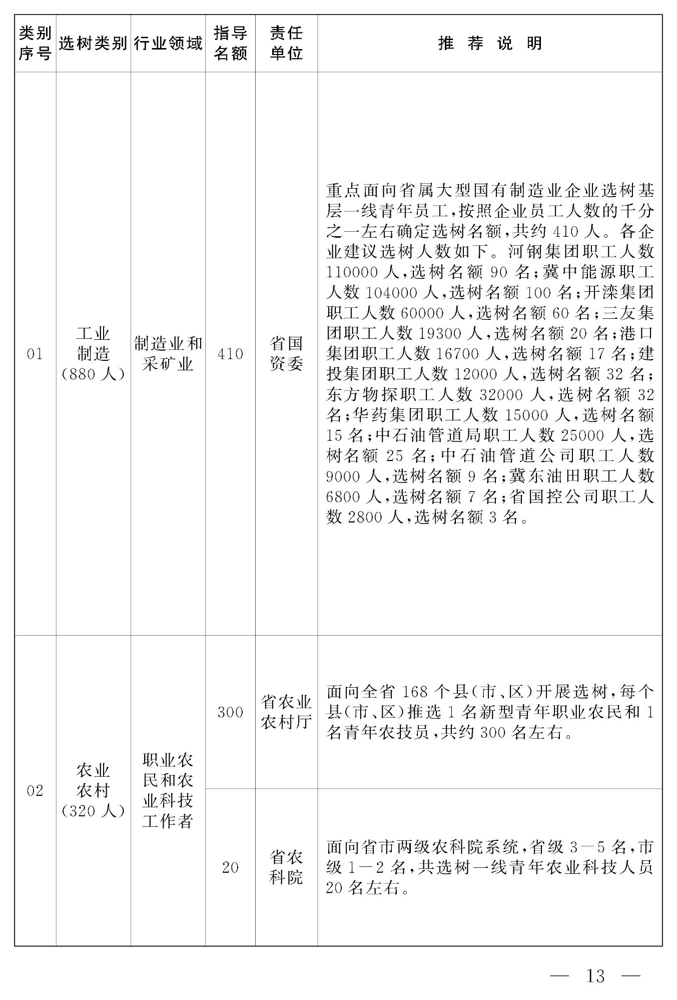 类别
序号
选树类别
行业领域
指导
名额
责任
单位
推荐说明
01
工业
制造
（880人）
制造业和
采矿业
410
省国
资委
重点面向省属大型国有制造业企业选树基
层一线青年员工，按照企业员工人数的千分
之一左右确定选树名额，共约410人。各企
业建议选树人数如下。河钢集团职工人数
110000人，选树名额90名；冀中能源职工
人数104000人，选树名额100名；开滦集团
职工人数60000人，选树名额60名；三友集
团职工人数19300人，选树名额20名；港口
集团职工人数16700人，选树名额17名；建
投集团职工人数12000人，选树名额32名；
东方物探职工人数32000人，选树名额32
名；华药集团职工人数15000人，选树名额
15名；中石油管道局职工人数25000人，选
树名额25名；中石油管道公司职工人数
9000人，选树名额9名；冀东油田职工人数
6800人，选树名额7名；省国控公司职工人
数2800人，选树名额3名。
02
农业
农村
（320人）
职业农
民和农
业科技
工作者
300
省农业
农村厅
面向全省168个县（市、区）开展选树，每个
县（市、区）推选1名新型青年职业农民和1
名青年农技员，共约300名左右。
20
省农
科院
面向省市两级农科院系统，省级3－5名，市
级1－2名，共选树一线青年农业科技人员
20名左右。
— 13 —